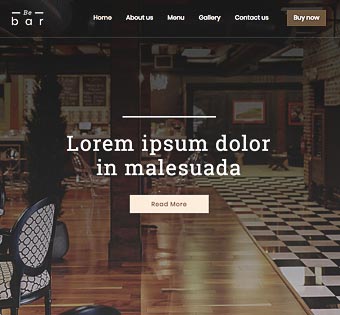 Be
bar
Home About us Menu Gallery Contact us Buy now
Lorem ipsum dolor
in malesuada
Read More